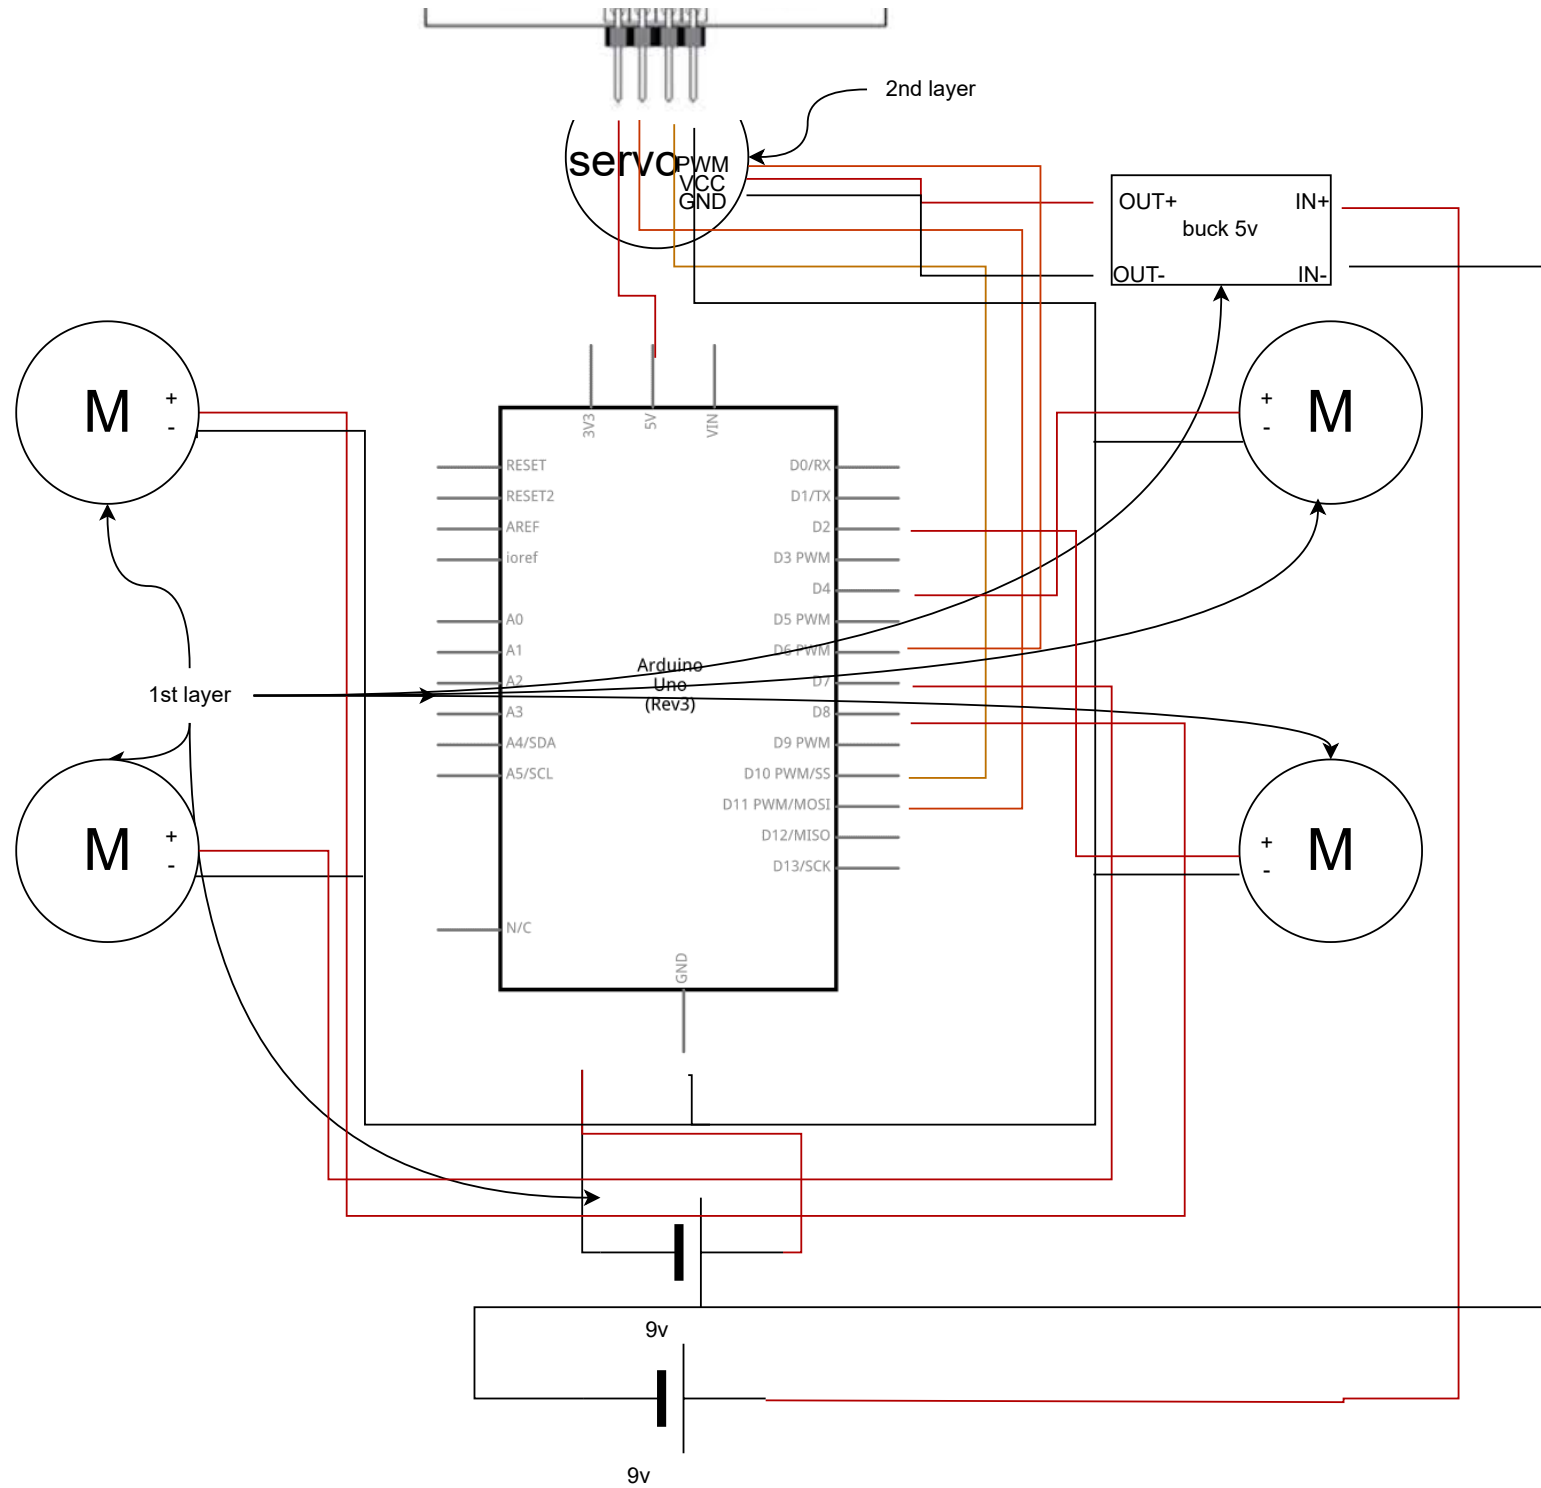 2nd layer
servo
PWM
VCC
GND
OUT+
IN+
buck 5v
OUT-
IN-
M
+
-
+
-
M
3V3
5V
VIN
RESET
RESET2
AREF
ioref
A0
A1
A2
A3
A4/SDA
A5/SCL
N/C
D0/RX
D1/TX
D2
D3 PWM
D4
D5 PWM
D6 PWM
D7
D8
D9 PWM
D10 PWM/SS
D11 PWM/MOSI
D12/MISO
D13/SCK
Arduino
Uno
(Rev3)
GND
1st layer
M
+
-
+
-
M
9v
9v